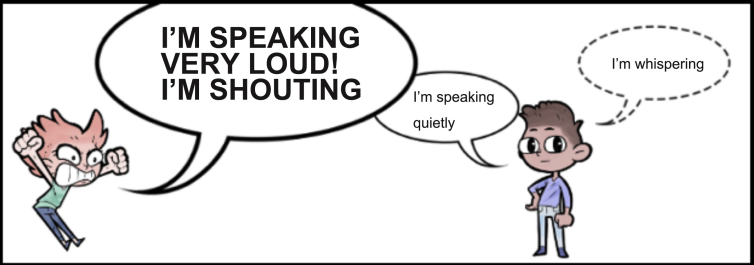 I'M SPEAKING
VERY LOUD!
I'M SHOUTING
I'm speaking
quietly
I'm whispering